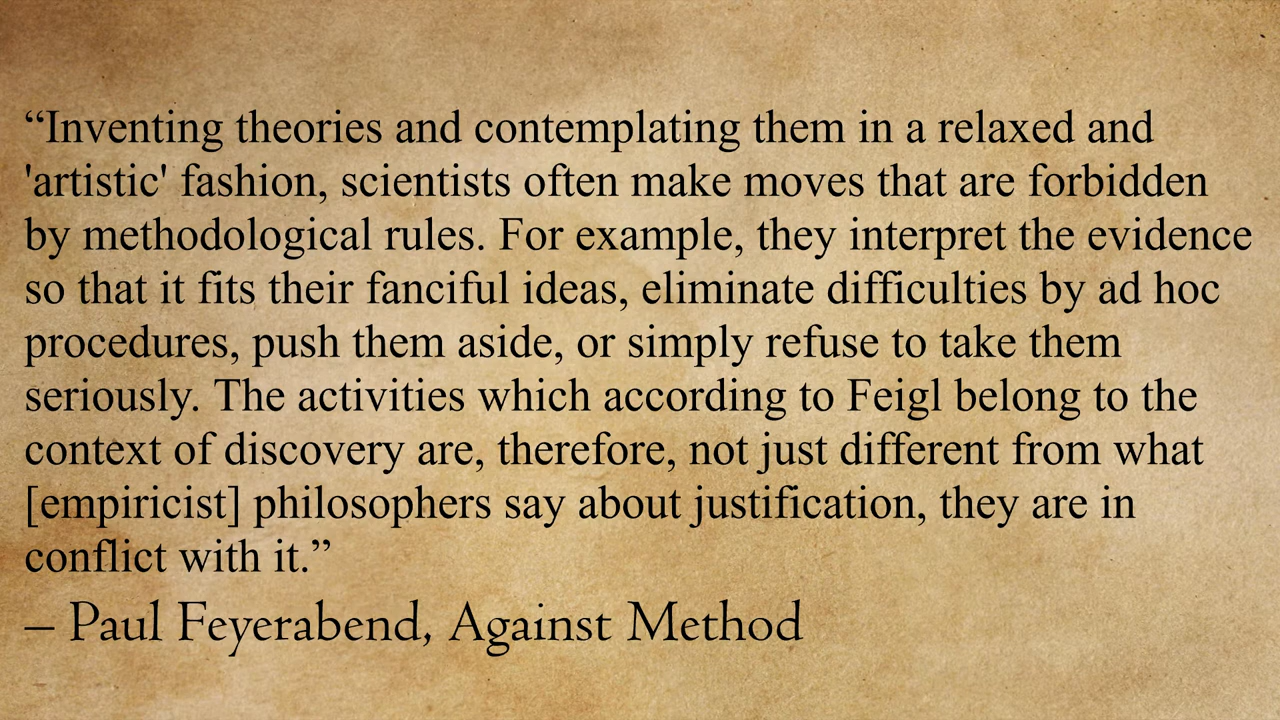 “Inventing theories and contemplating them in a relaxed and
'artistic' fashion, scientists often make moves that are forbidden
by methodological rules. For example, they interpret the evidence
so that it fits their fanciful ideas, eliminate difficulties by ad hoc
procedures, push them aside, or simply refuse to take them
seriously. The activities which according to Feigl belong to the
context of discovery are, therefore, not just different from what
[empiricist] philosophers say about justification, they are in
conflict with it.”
– Paul Feyerabend, Against Method